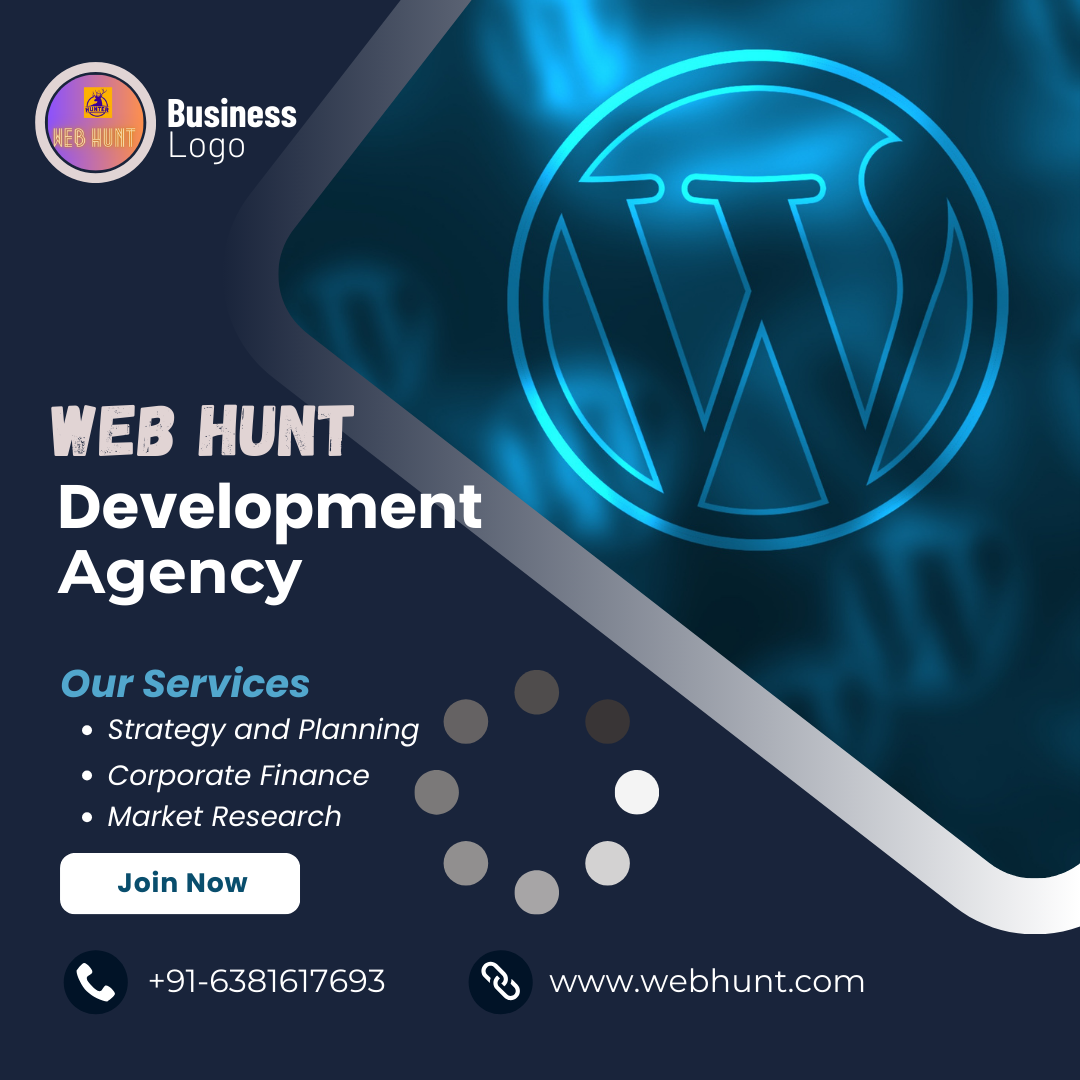 HUNTER
WEB HUNT
Business
Logo
WEB HUNT
Development
Agency
Our Services
Strategy and Planning
Corporate Finance
Market Research
Join Now
+91-6381617693
www.webhunt.com